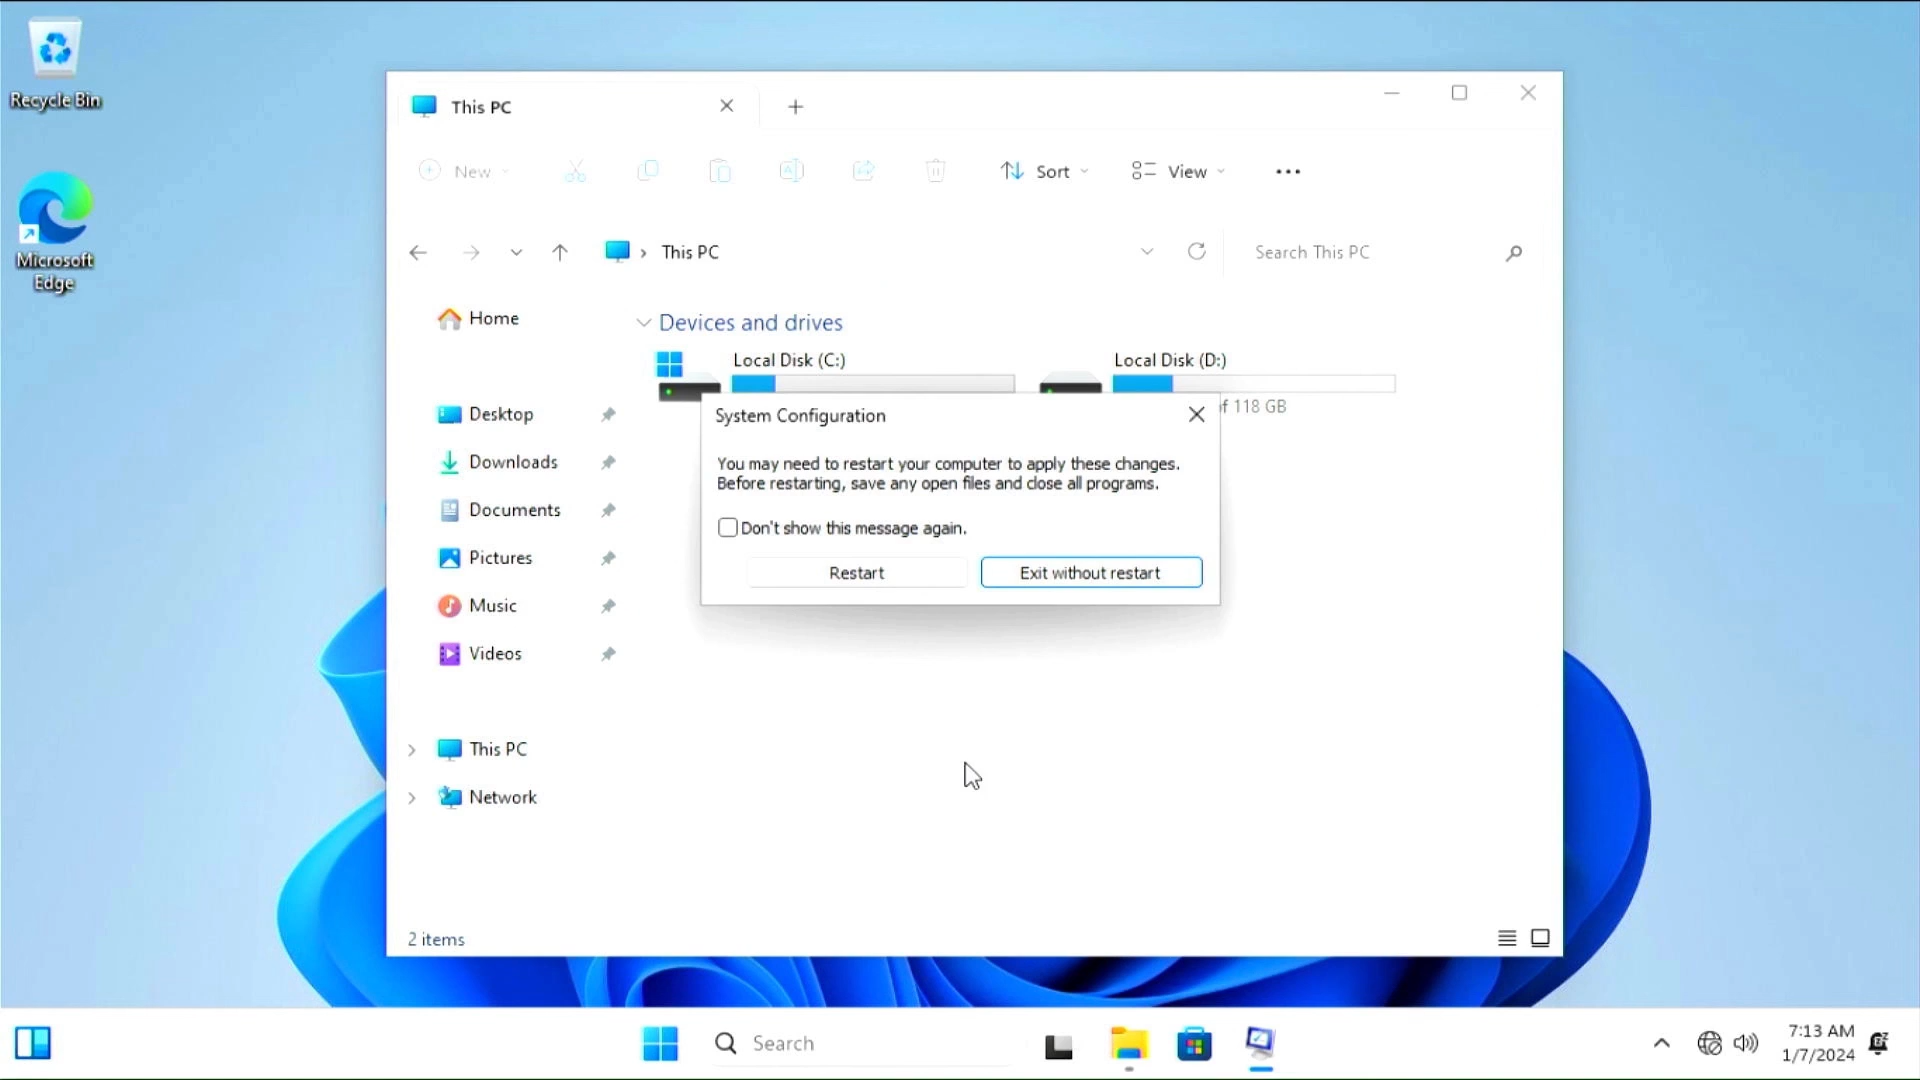 Recycle Bin
Microsoft
Edge
This PC
New
Sort
View
This PC
Search This PC
Home
Desktop
Downloads
Documents
Pictures
Music
Videos
This PC
Network
Devices and drives
Local Disk (C:)
Local Disk (D:)
of 118 GB
System Configuration
You may need to restart your computer to apply these changes.
Before restarting, save any open files and close all programs.
Don't show this message again.
Restart
Exit without restart
2 items
Search
7:13 AM
1/7/2024